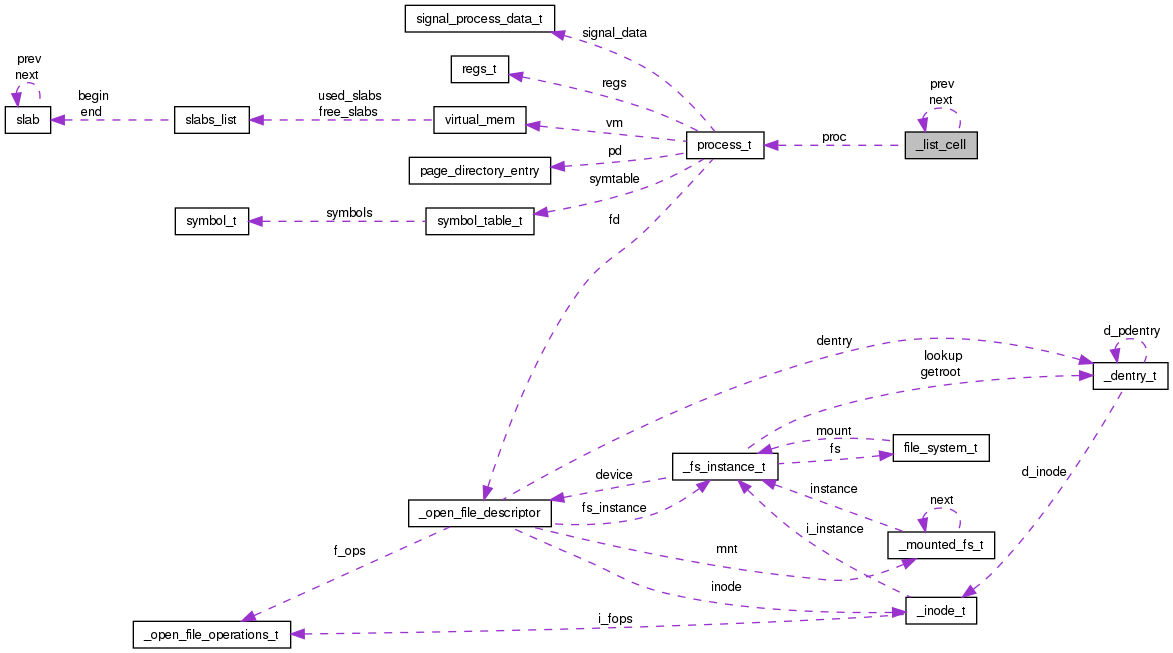 signal_process_data_t
signal_data
prev
next
regs_t
regs
prev
next
begin
end
used_slabs
free_slabs
slab
slabs_list
virtual_mem
vm
process_t
proc
_list_cell
pd
page_directory_entry
symtable
symbols
symbol_t
symbol_table_t
fd
d_pdentry
dentry
lookup
getroot
_dentry_t
mount
fs
file_system_t
_fs_instance_t
device
d_inode
instance
next
_open_file_descriptor
fs_instance
i_instance
f_ops
mnt
_mounted_fs_t
inode
_inode_t
i_fops
_open_file_operations_t